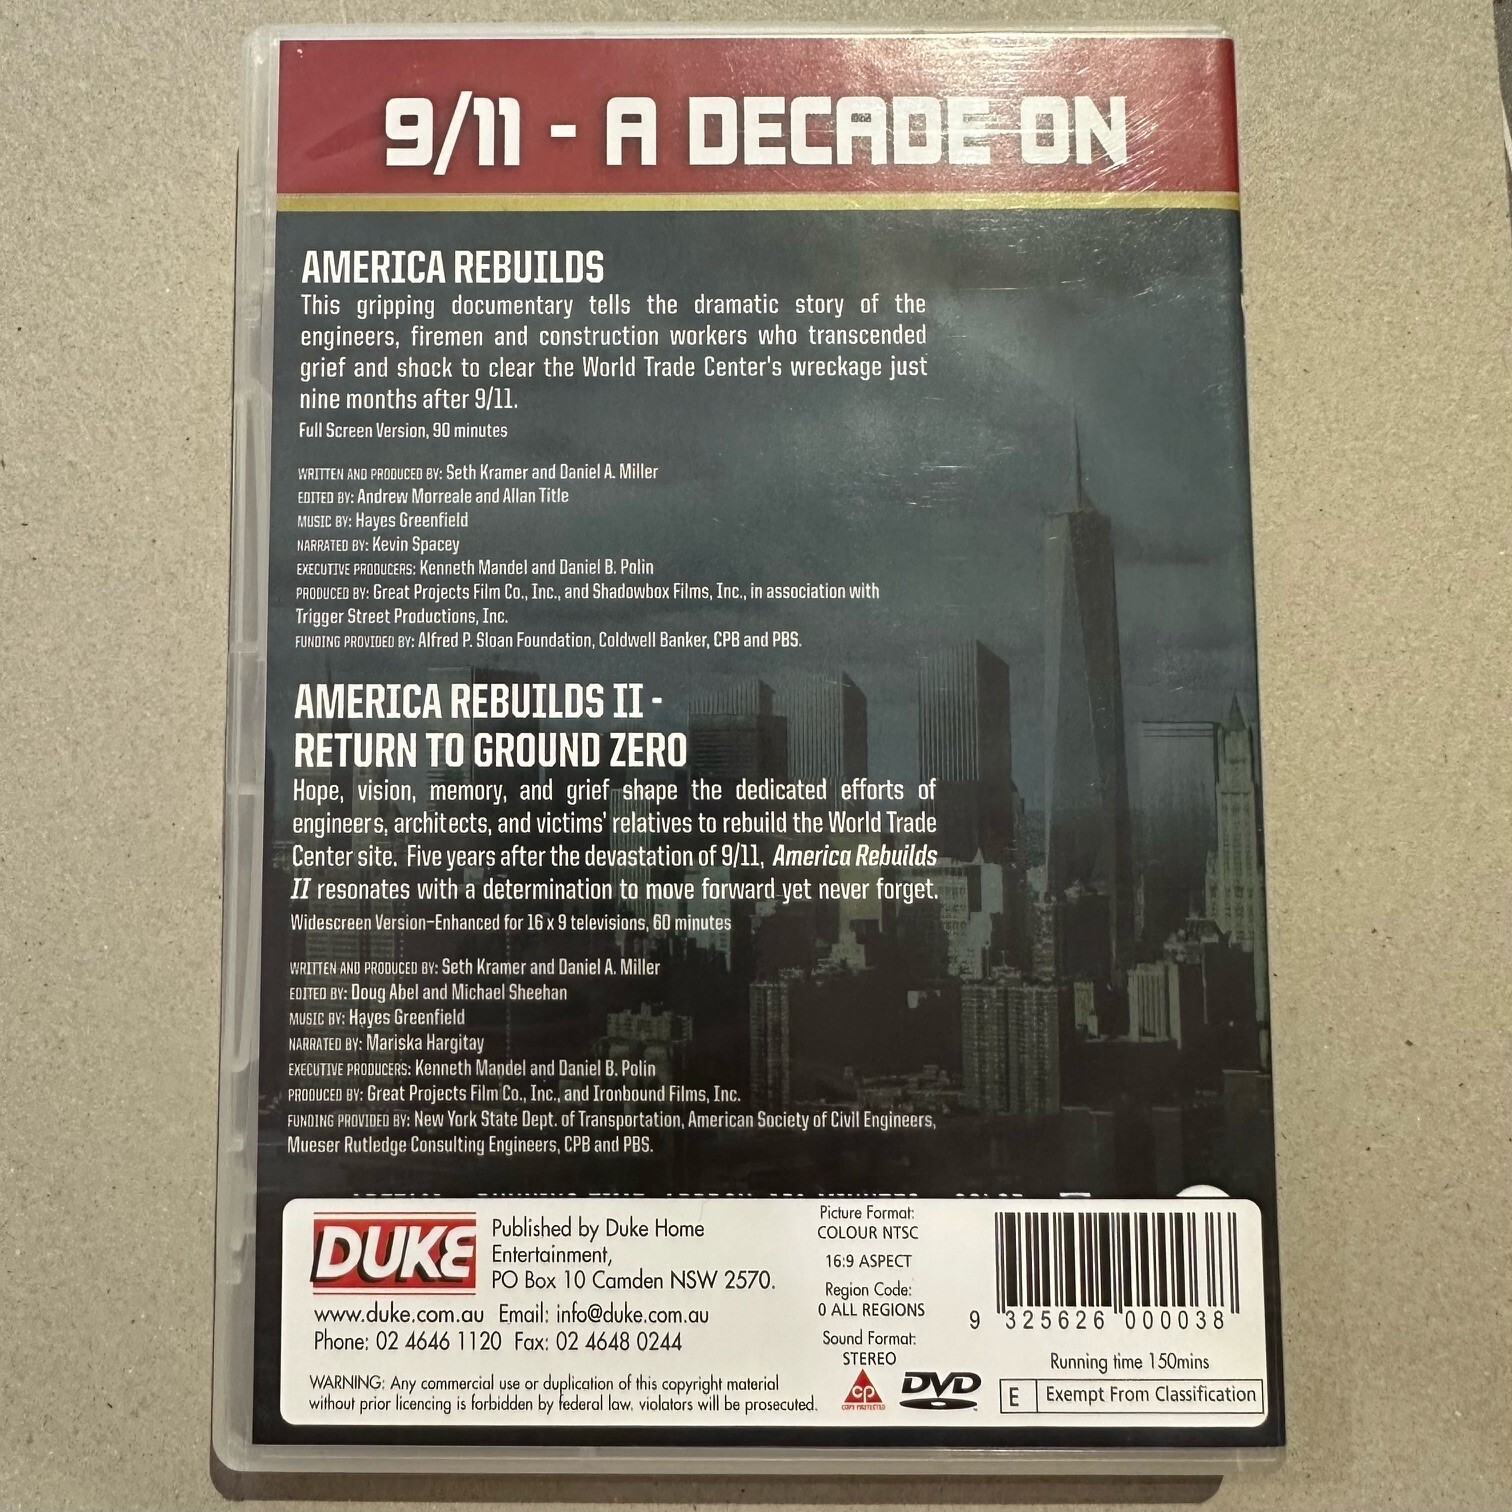 9/11 - A DECADE ON
AMERICA REBUILDS
This gripping documentary tells the dramatic story of the
engineers, firemen and construction workers who transcended
grief and shock to clear the World Trade Center's wreckage just
nine months after 9/11.
Full Screen Version, 90 minutes
WRITTEN AND PRODUCED BY: Seth Kramer and Daniel A. Miller
EDITED BY: Andrew Morreale and Allan Title
MUSIC BY: Hayes Greenfield
NARRATED BY: Kevin Spacey
EXECUTIVE PRODUCERS: Kenneth Mandel and Daniel B. Polin
PRODUCED BY: Great Projects Film Co., Inc., and Shadowbox Films, Inc., in association with
Trigger Street Productions, Inc.
FUNDING PROVIDED BY: Alfred P. Sloan Foundation, Coldwell Banker, CPB and PBS.
AMERICA REBUILDS II -
RETURN TO GROUND ZERO
Hope, vision, memory, and grief shape the dedicated efforts of
engineers, architects, and victims' relatives to rebuild the World Trade
Center site. Five years after the devastation of 9/11, America Rebuilds
II resonates with a determination to move forward yet never forget.
Widescreen Version-Enhanced for 16 x 9 televisions, 60 minutes
WRITTEN AND PRODUCED BY: Seth Kramer and Daniel A. Miller
EDITED BY: Doug Abel and Michael Sheehan
MUSIC BY: Hayes Greenfield
NARRATED BY: Mariska Hargitay
EXECUTIVE PRODUCERS: Kenneth Mandel and Daniel B. Polin
PRODUCED BY: Great Projects Film Co., Inc., and Ironbound Films, Inc.
FUNDING PROVIDED BY: New York State Dept. of Transportation, American Society of Civil Engineers,
Mueser Rutledge Consulting Engineers, CPB and PBS.
DUKE
Published by Duke Home
Entertainment,
PO Box 10 Camden NSW 2570.
www.duke.com.au Email: info@duke.com.au
Phone: 02 4646 1120 Fax: 02 4648 0244
WARNING: Any commercial use or duplication of this copyright material
without prior licencing is forbidden by federal law, violators will be prosecuted.
Picture Format:
COLOUR NTSC
16:9 ASPECT
Region Code:
0 ALL REGIONS
Sound Format:
STEREO
CP
COPY PROTECTED
DVD
9 325626 000038
Running time 150mins
E Exempt From Classification